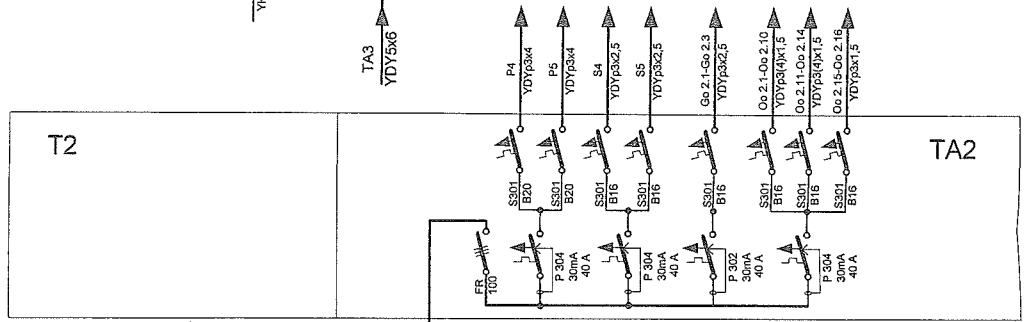 YH
TA3
YDY5x6
P4
YDYp3x4
P5
YDYp3x4
S4
YDYp3x2,5
S5
YDYp3x2,5
Go 2.1-Go 2.3
YDYp3x2,5
Oo 2.1-Oo 2.10
YDYp3(4)x1,5
Oo 2.11-Oo 2.14
YDYp3(4)x1,5
Oo 2.15-Oo 2.16
YDYp3x1,5
T2
TA2
S301
B20
S301
B20
S301
B16
S301
B16
S301
B16
S301
B16
S301
B16
S301
B16
FR
100
P 304
30mA
40 A
P 304
30mA
40 A
P 302
30mA
40 A
P 304
30mA
40 A